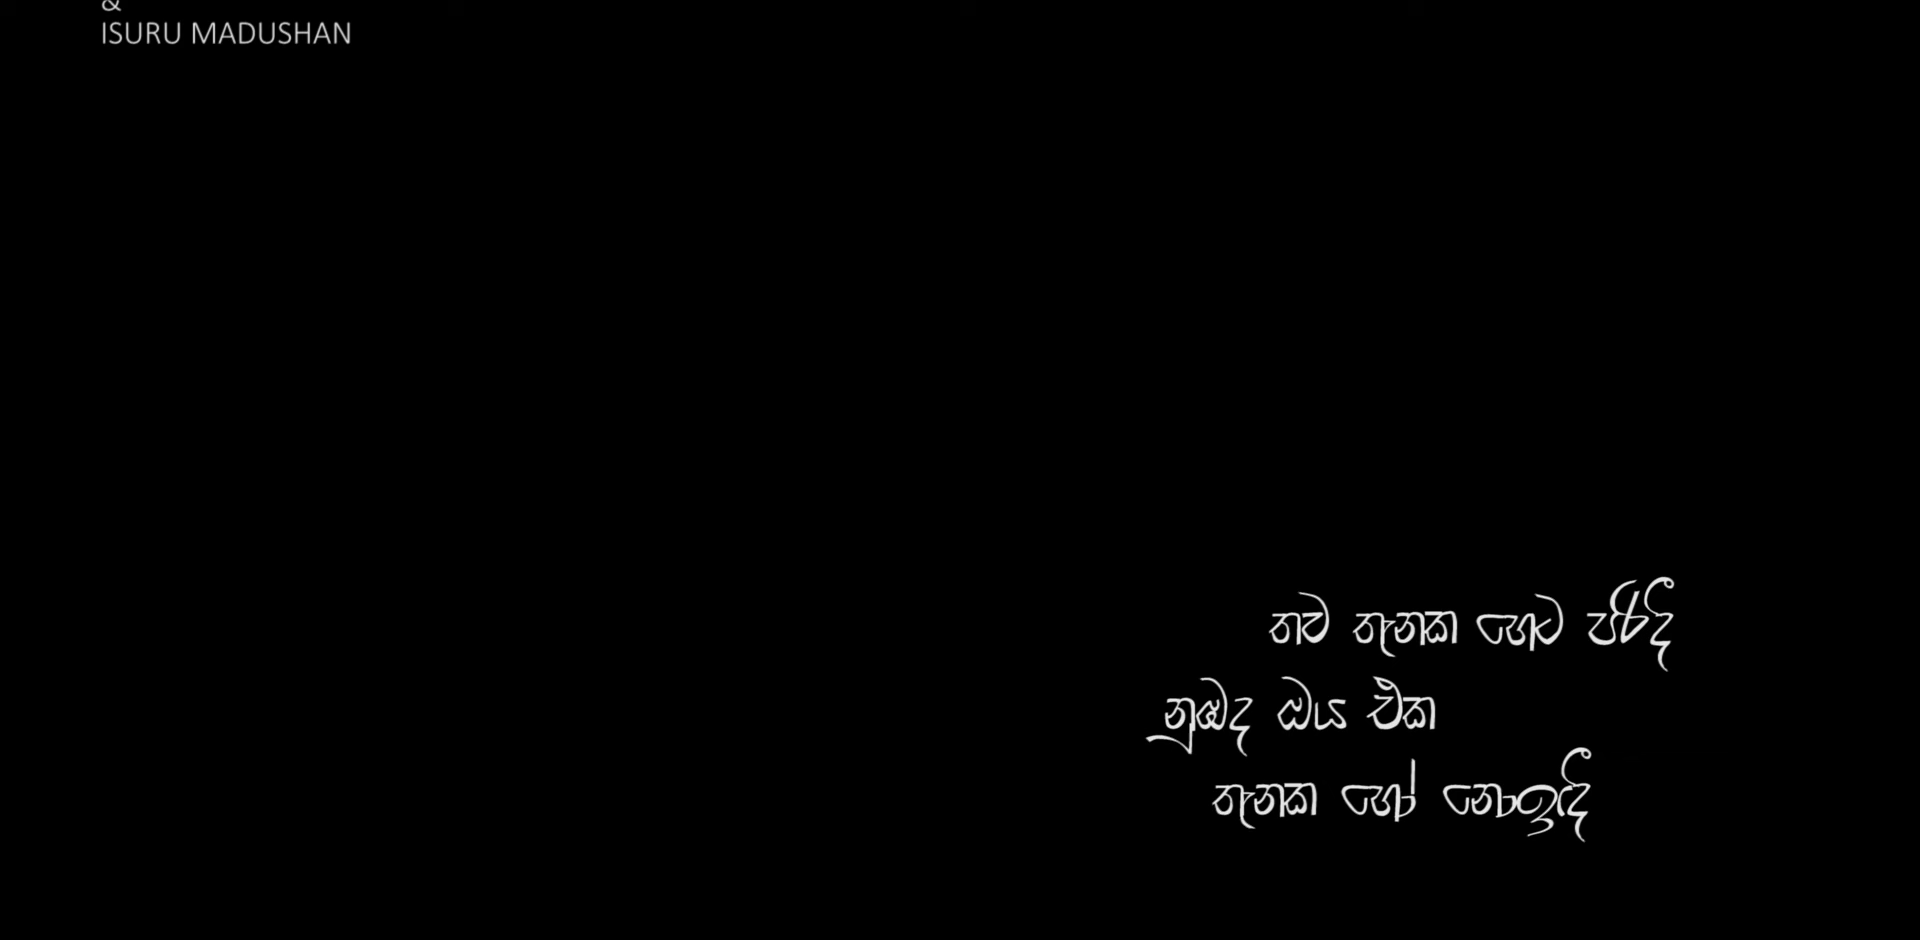 &
ISURU MADUSHAN
තව තැනක හෙට පිරිදී
නුඹද ඔය එක
තැනක හෝ නොඉඳී